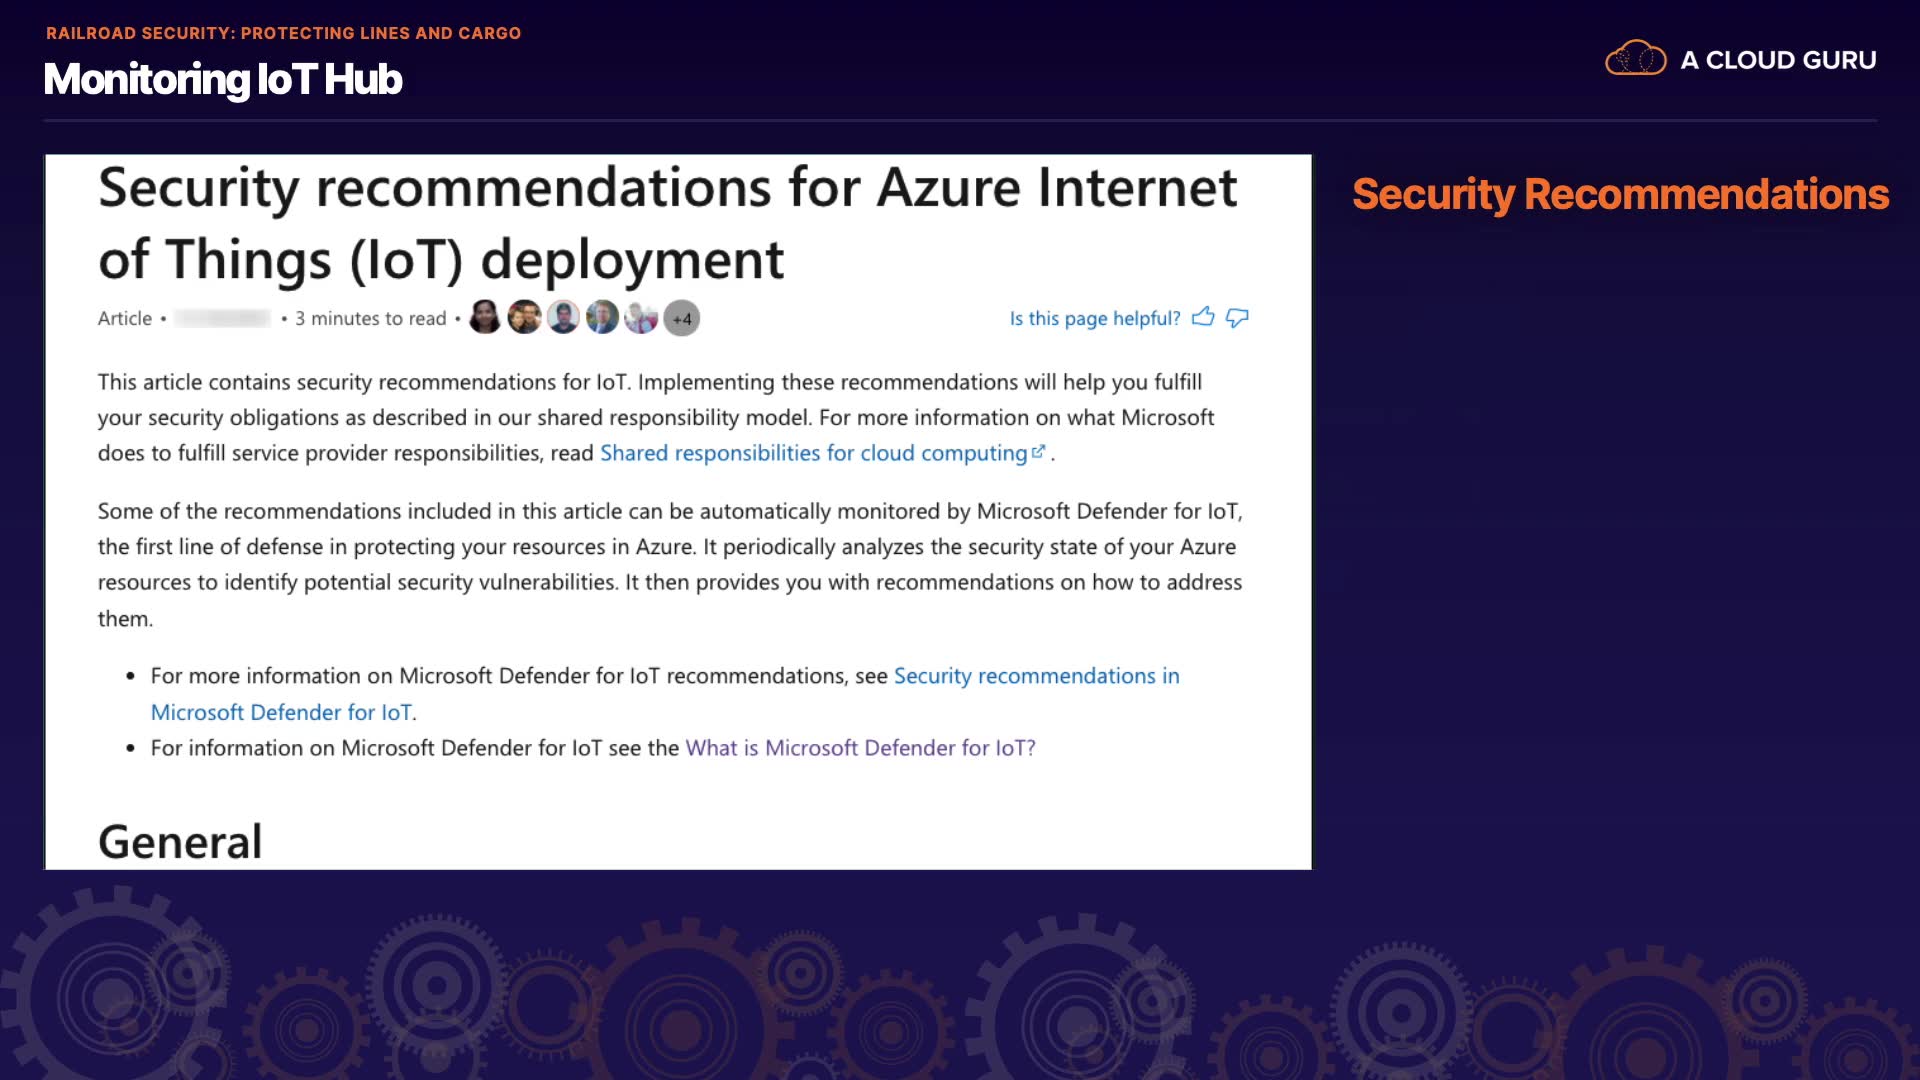 RAILROAD SECURITY: PROTECTING LINES AND CARGO
Monitoring IoT Hub
A CLOUD GURU
Security recommendations for Azure Internet
of Things (IoT) deployment
Article • • 3 minutes to read • +4
Is this page helpful?
This article contains security recommendations for IoT. Implementing these recommendations will help you fulfill
your security obligations as described in our shared responsibility model. For more information on what Microsoft
does to fulfill service provider responsibilities, read Shared responsibilities for cloud computing .
Some of the recommendations included in this article can be automatically monitored by Microsoft Defender for IoT,
the first line of defense in protecting your resources in Azure. It periodically analyzes the security state of your Azure
resources to identify potential security vulnerabilities. It then provides you with recommendations on how to address
them.
• For more information on Microsoft Defender for IoT recommendations, see Security recommendations in
Microsoft Defender for IoT.
• For information on Microsoft Defender for IoT see the What is Microsoft Defender for IoT?
General
Security Recommendations